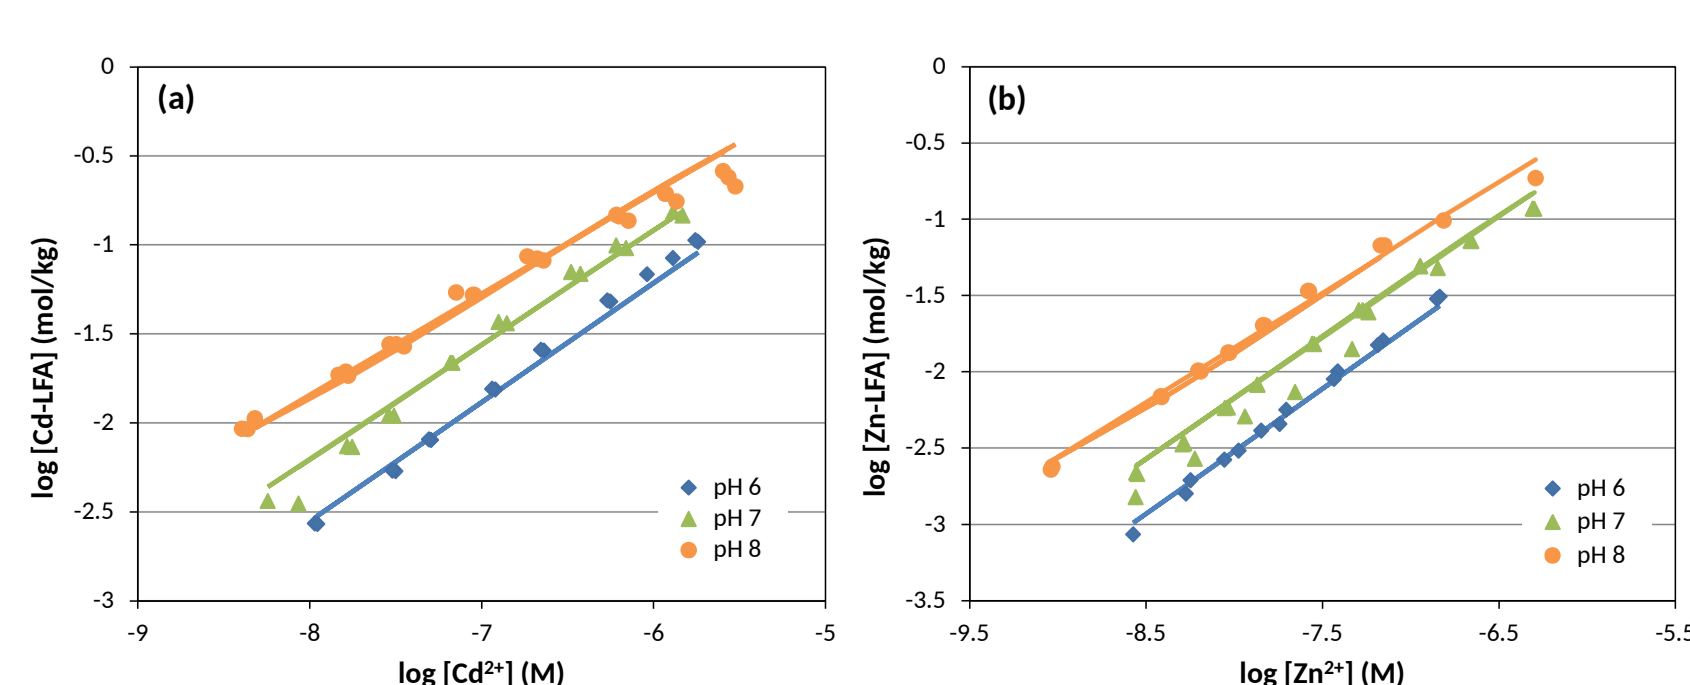 (a)
0
-0.5
-1
-1.5
-2
-2.5
-3
-9
-8
-7
-6
-5
log [Cd-LFA] (mol/kg)
log [Cd²⁺] (M)
pH 6
pH 7
pH 8
(b)
0
-0.5
-1
-1.5
-2
-2.5
-3
-3.5
-9.5
-8.5
-7.5
-6.5
-5.5
log [Zn-LFA] (mol/kg)
log [Zn²⁺] (M)
pH 6
pH 7
pH 8